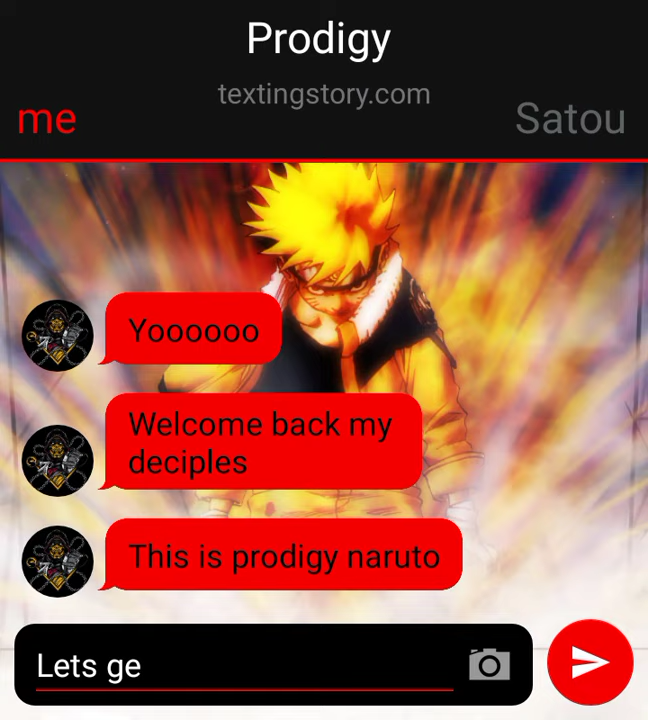 Prodigy
textingstory.com
me
Satou
Yoooooo
Welcome back my
deciples
This is prodigy naruto
Lets ge